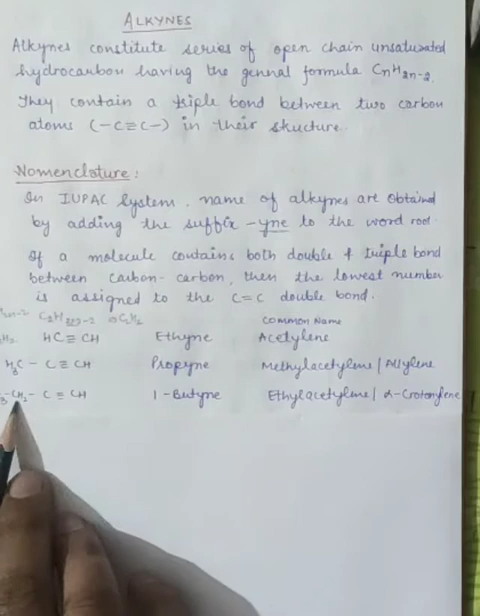 ALKYNES
Alkynes constitute series of open chain unsaturated
hydrocarbon having the general formula CnH2n-2.
They contain a triple bond between two carbon
atoms (-C≡C-) in their structure.
Nomenclature:
In IUPAC System, name of alkynes are obtained
by adding the suffix -yne to the word root.
If a molecule contains both double & triple bond
between carbon-carbon, then the lowest number
is assigned to the C=C double bond.
C2H2×2-2 C2H2 COMMON NAME
HC≡CH Ethyne Acetylene
H3C-C≡CH Propyne Methylacetylene/Allylene
-CH2-C≡CH 1-Butyne Ethylacetylene/α-Crotonylene